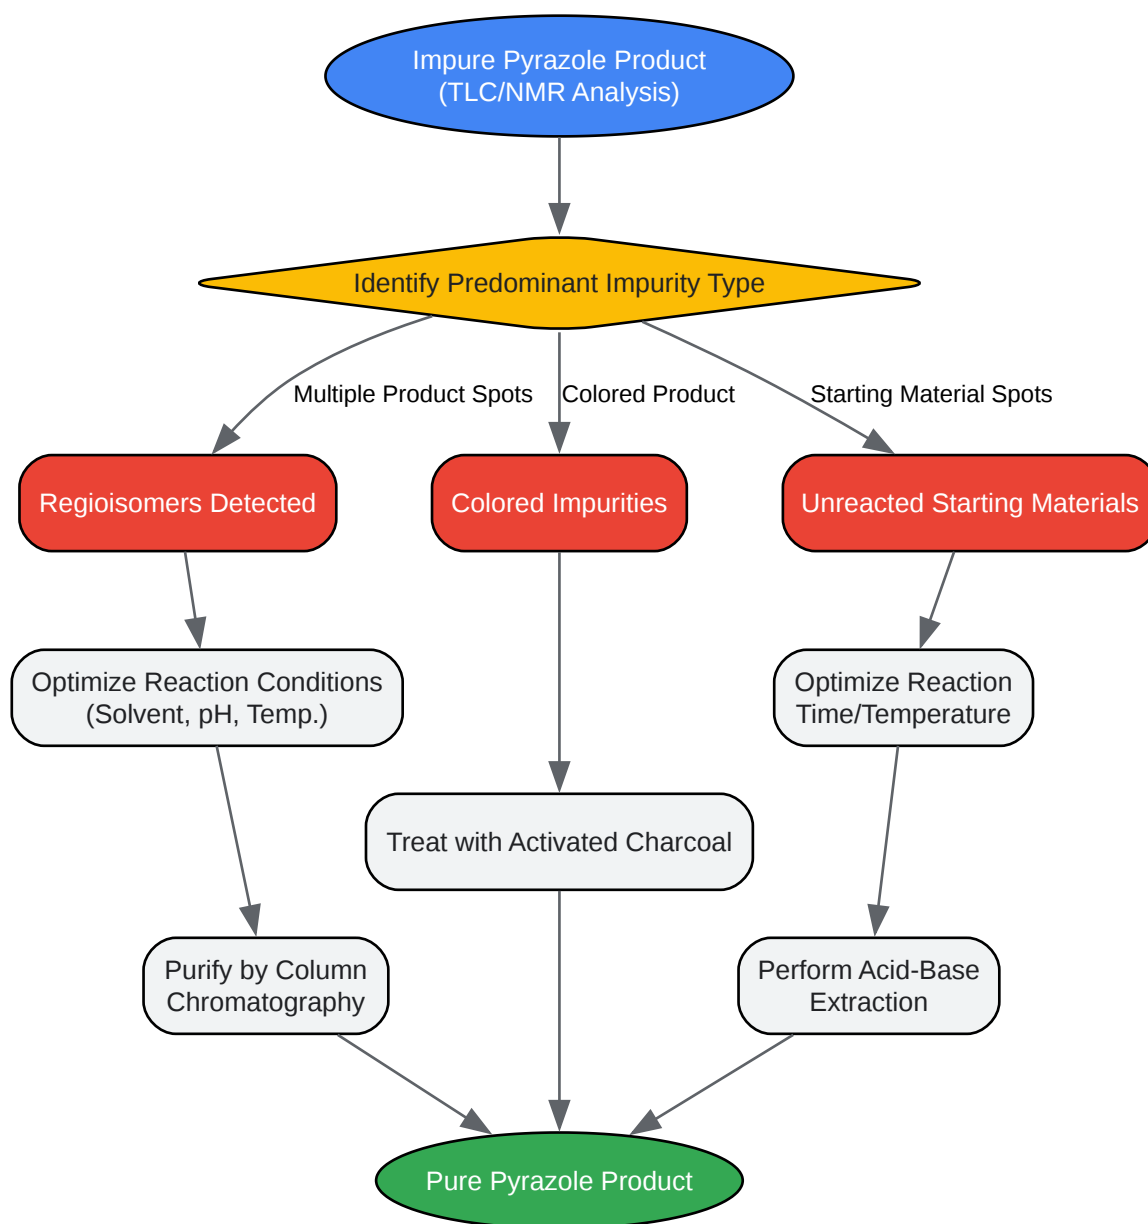 Impure Pyrazole Product
(TLC/NMR Analysis)
Identify Predominant Impurity Type
Multiple Product Spots
Colored Product
Starting Material Spots
Regioisomers Detected
Colored Impurities
Unreacted Starting Materials
Optimize Reaction Conditions
(Solvent, pH, Temp.)
Optimize Reaction
Time/Temperature
Treat with Activated Charcoal
Purify by Column
Chromatography
Perform Acid-Base
Extraction
Pure Pyrazole Product